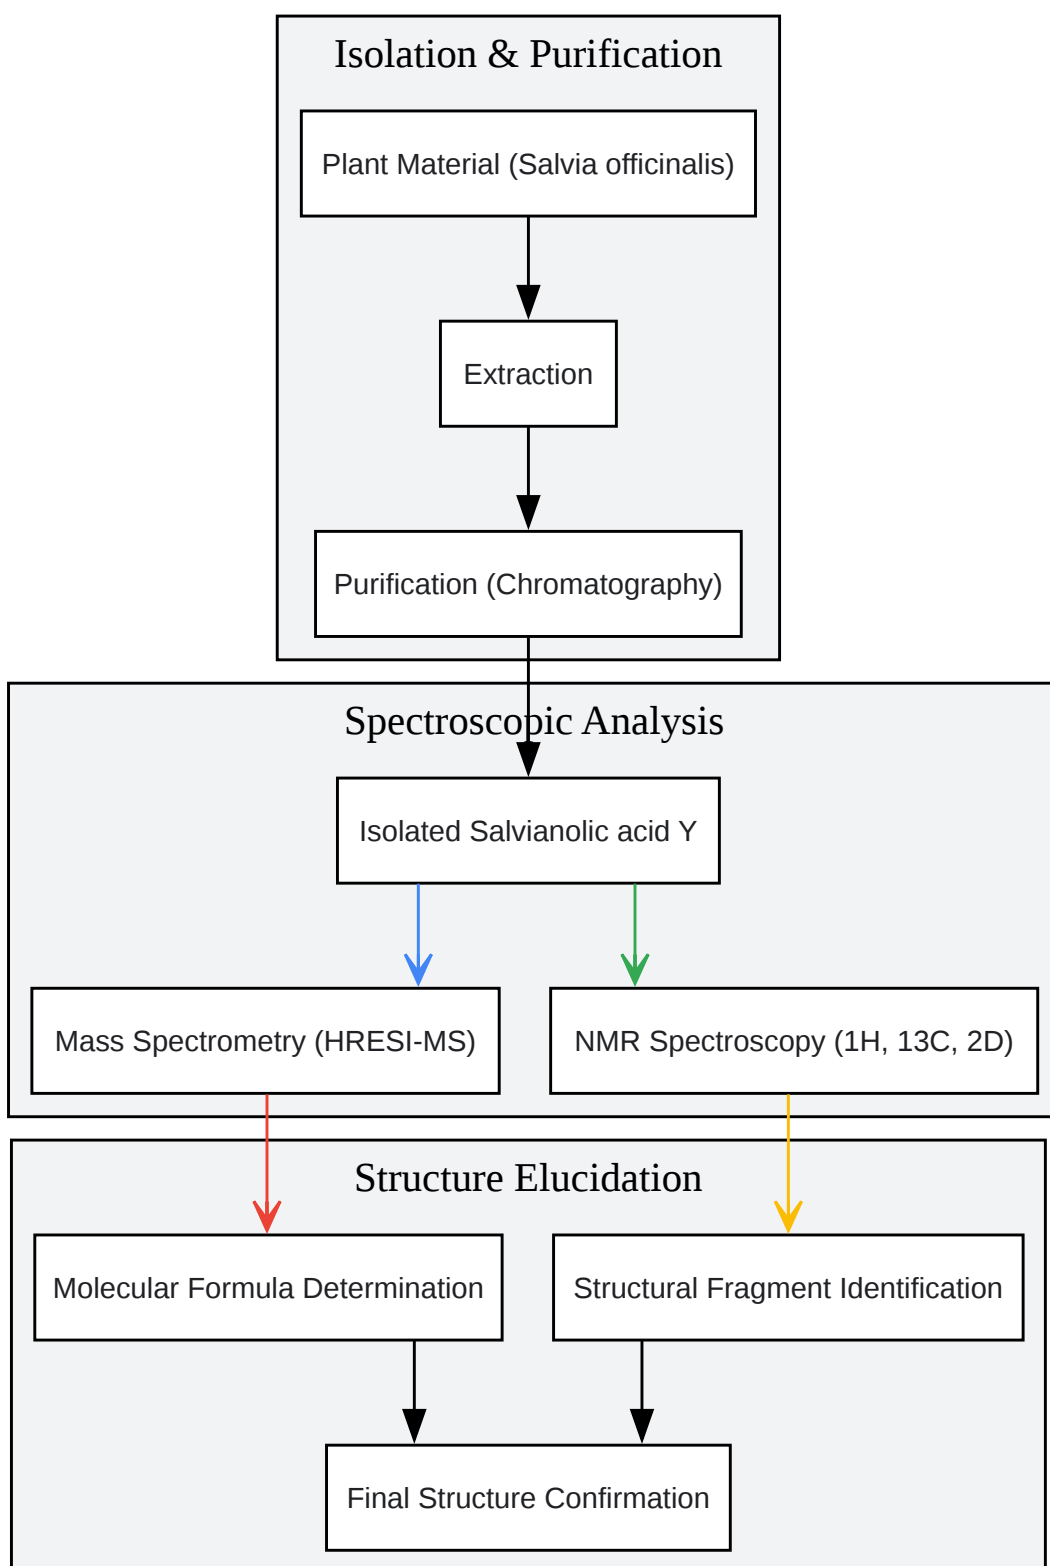 Isolation & Purification
Plant Material (Salvia officinalis)
Extraction
Purification (Chromatography)
Spectroscopic Analysis
Isolated Salvianolic acid Y
Mass Spectrometry (HRESI-MS)
NMR Spectroscopy (1H, 13C, 2D)
Structure Elucidation
Molecular Formula Determination
Structural Fragment Identification
Final Structure Confirmation